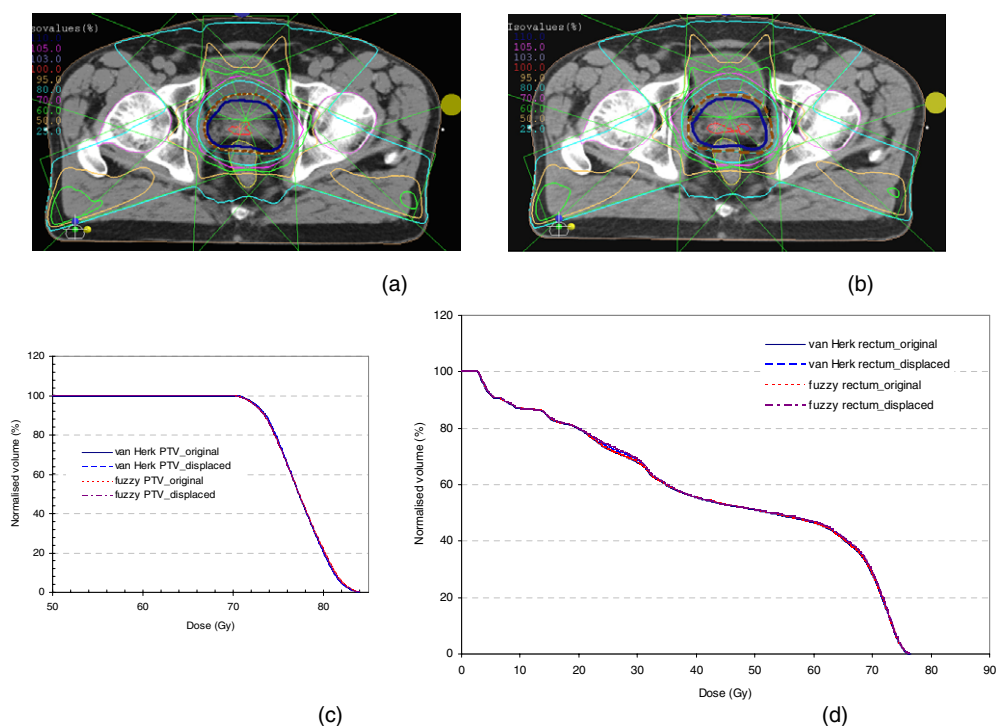 Isovalues(%)
110.0
105.0
103.0
100.0
95.0
80.0
70.0
60.0
50.0
25.0
(a)
Isovalues(%)
110.0
105.0
103.0
100.0
95.0
80.0
70.0
60.0
50.0
25.0
(b)
120
100
80
60
40
20
0
50
60
70
80
Normalised volume (%)
Dose (Gy)
van Herk PTV_original
van Herk PTV_displaced
fuzzy PTV_original
fuzzy PTV_displaced
(c)
120
100
80
60
40
20
0
0
10
20
30
40
50
60
70
80
90
Normalised volume (%)
Dose (Gy)
van Herk rectum_original
van Herk rectum_displaced
fuzzy rectum_original
fuzzy rectum_displaced
(d)